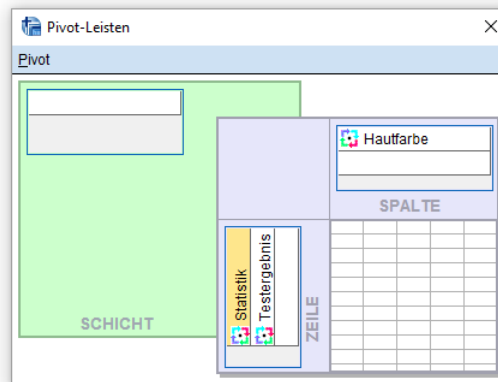 Pivot-Leisten
Pivot
Hautfarbe
SPALTE
Statistik
Testergebnis
ZEILE
SCHICHT